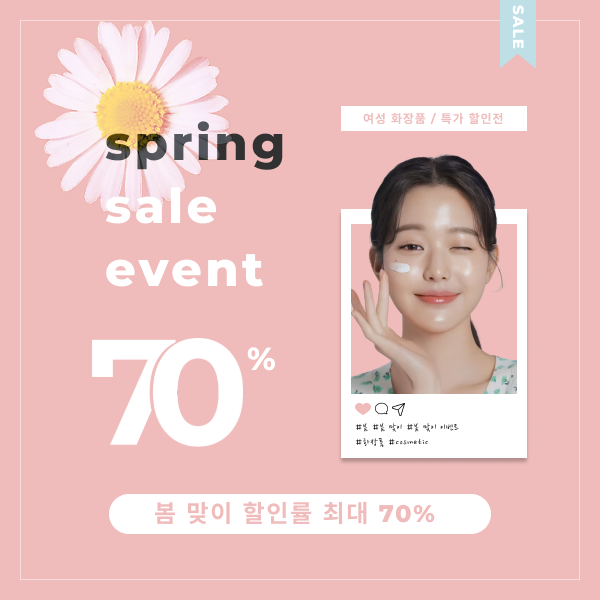 SALE
여성 화장품 / 특가 할인전
spring
sale
event
70%
#봄 #봄 맞이 #봄 맞이 이벤트
#화장품 #cosmetic
봄 맞이 할인률 최대 70%